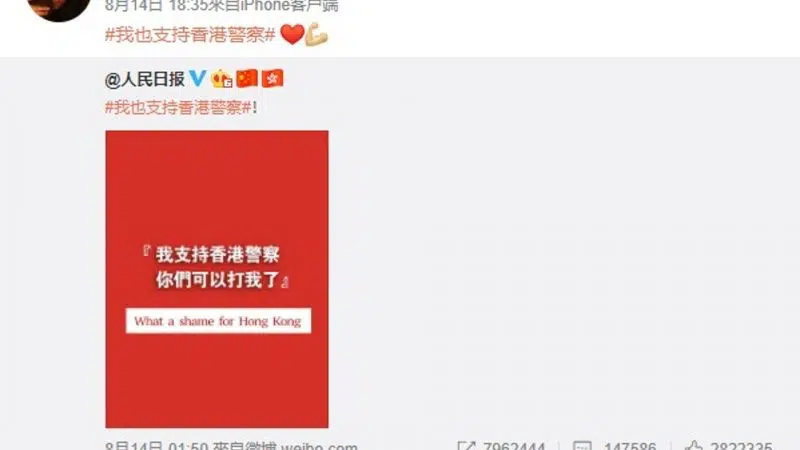 8月14日 18:35來自iPhone客戶端
#我也支持香港警察# ❤️💪
@人民日报
#我也支持香港警察#！
『 我支持香港警察
你們可以打我了』
What a shame for Hong Kong
8月14日 01:50 來自微博 weibo.com 7962444 147586 2822335